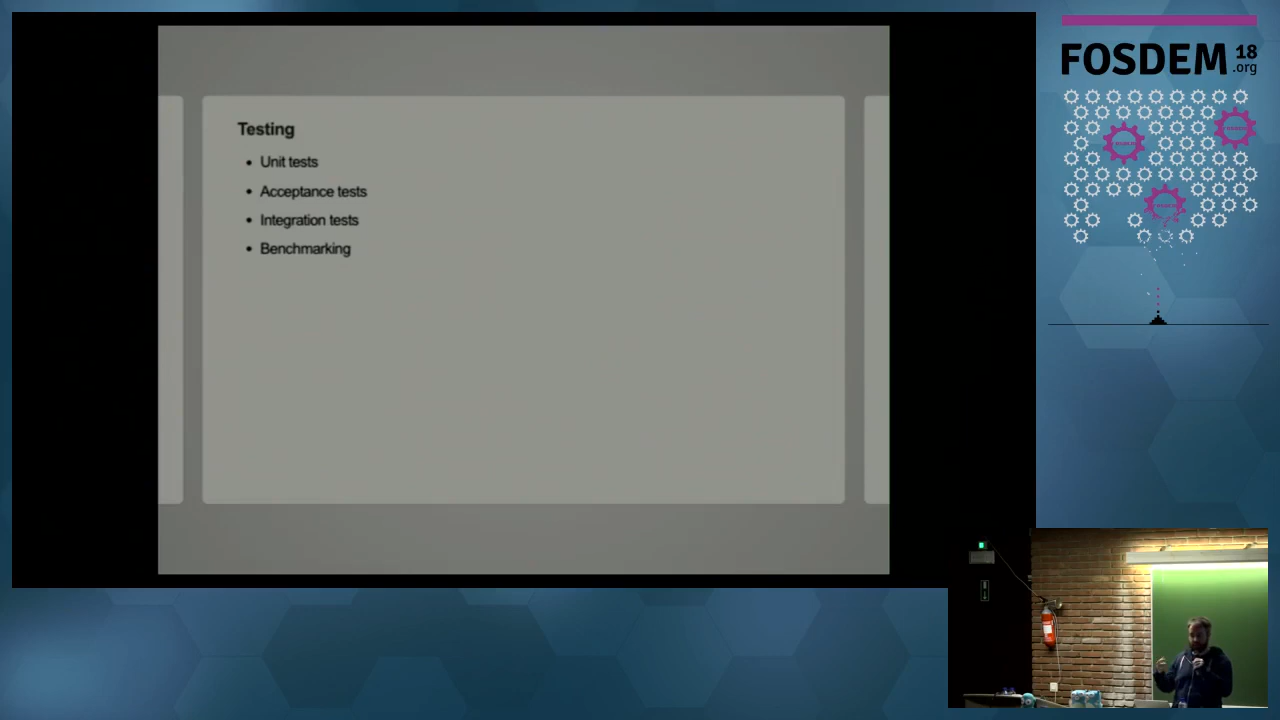 Testing
• Unit tests
• Acceptance tests
• Integration tests
• Benchmarking
FOSDEM 18
.org